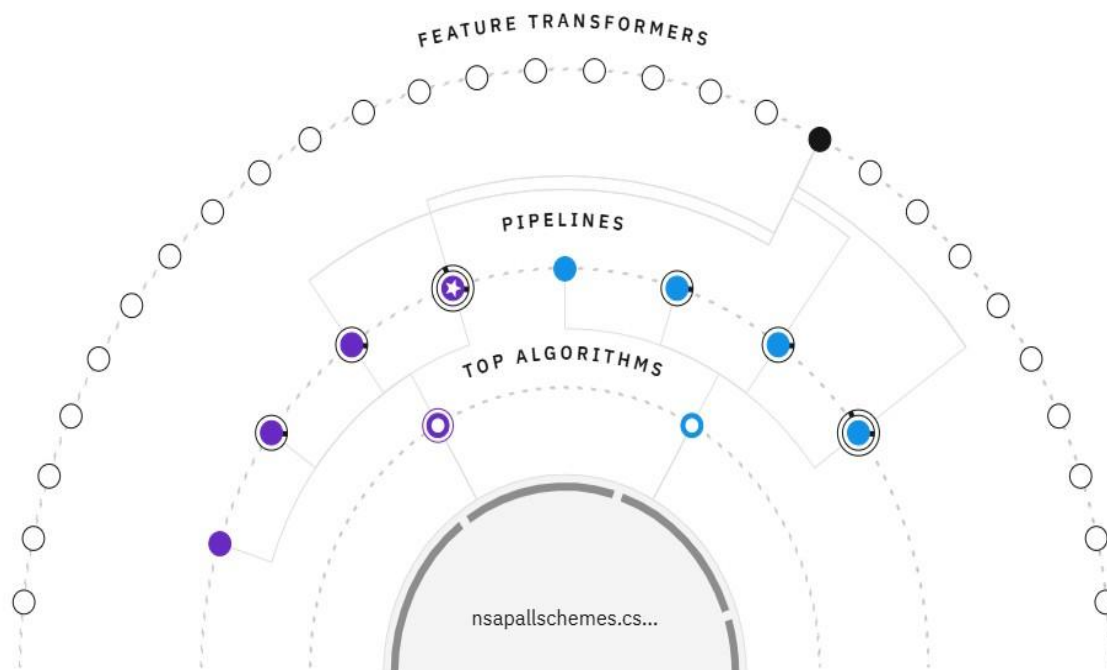 FEATURE TRANSFORMERS
PIPELINES
TOP ALGORITHMS
nsapallschemes.cs...